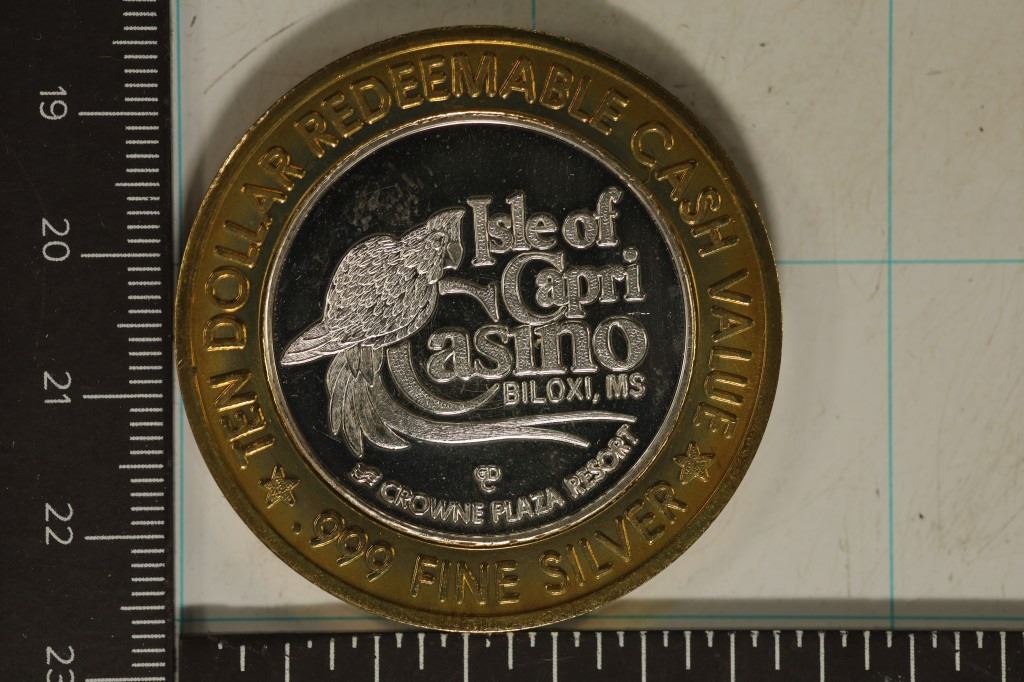 TEN DOLLAR REDEEMABLE CASH VALUE
Isle of
Capri
Casino
BILOXI, MS
CROWNE PLAZA RESORT
.999 FINE SILVER
19
20
21
22
23